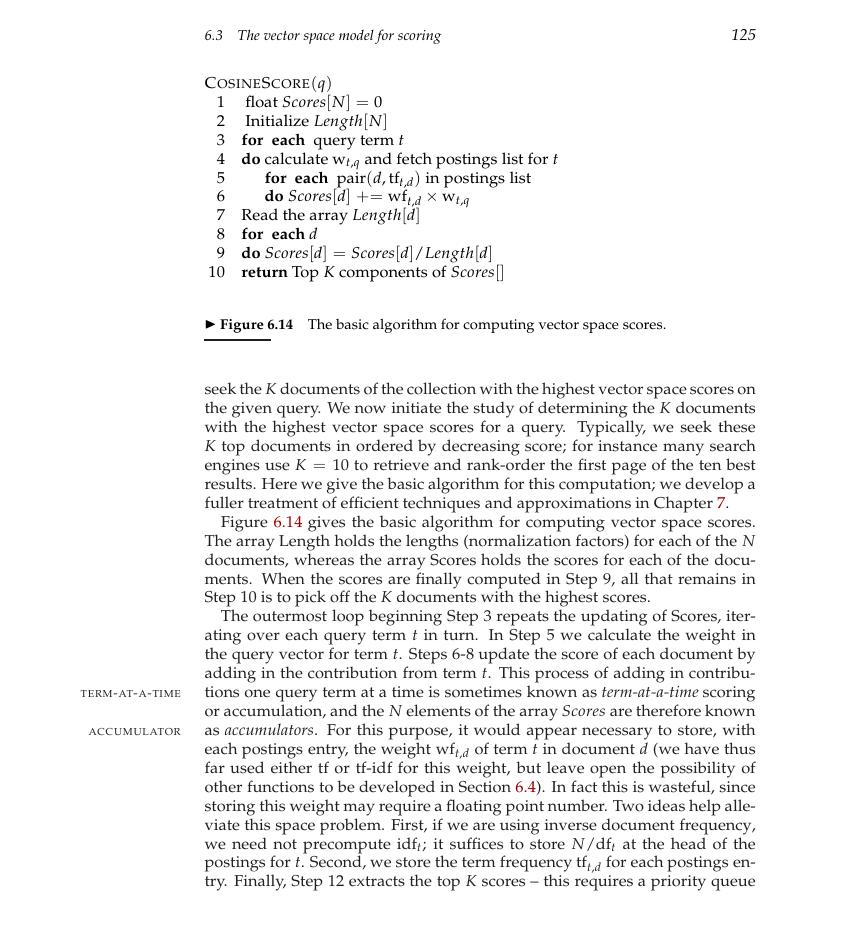 6.3 The vector space model for scoring 125
COSINESCORE(q)
1 float Scores[N] = 0
2 Initialize Length[N]
3 for each query term t
4 do calculate w_{t,q} and fetch postings list for t
5 for each pair(d, tf_{t,d}) in postings list
6 do Scores[d] += wf_{t,d} × w_{t,q}
7 Read the array Length[d]
8 for each d
9 do Scores[d] = Scores[d]/Length[d]
10 return Top K components of Scores[]
▶ Figure 6.14 The basic algorithm for computing vector space scores.
seek the K documents of the collection with the highest vector space scores on
the given query. We now initiate the study of determining the K documents
with the highest vector space scores for a query. Typically, we seek these
K top documents in ordered by decreasing score; for instance many search
engines use K = 10 to retrieve and rank-order the first page of the ten best
results. Here we give the basic algorithm for this computation; we develop a
fuller treatment of efficient techniques and approximations in Chapter 7.
Figure 6.14 gives the basic algorithm for computing vector space scores.
The array Length holds the lengths (normalization factors) for each of the N
documents, whereas the array Scores holds the scores for each of the docu-
ments. When the scores are finally computed in Step 9, all that remains in
Step 10 is to pick off the K documents with the highest scores.
The outermost loop beginning Step 3 repeats the updating of Scores, iter-
ating over each query term t in turn. In Step 5 we calculate the weight in
the query vector for term t. Steps 6-8 update the score of each document by
adding in the contribution from term t. This process of adding in contribu-
TERM-AT-A-TIME tions one query term at a time is sometimes known as term-at-a-time scoring
or accumulation, and the N elements of the array Scores are therefore known
ACCUMULATOR as accumulators. For this purpose, it would appear necessary to store, with
each postings entry, the weight wf_{t,d} of term t in document d (we have thus
far used either tf or tf-idf for this weight, but leave open the possibility of
other functions to be developed in Section 6.4). In fact this is wasteful, since
storing this weight may require a floating point number. Two ideas help alle-
viate this space problem. First, if we are using inverse document frequency,
we need not precompute idf_t; it suffices to store N/df_t at the head of the
postings for t. Second, we store the term frequency tf_{t,d} for each postings en-
try. Finally, Step 12 extracts the top K scores – this requires a priority queue